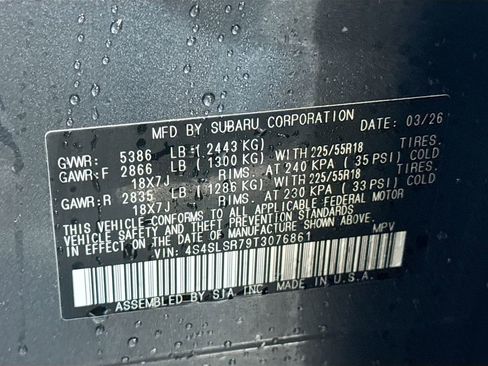 MFD BY SUBARU CORPORATION DATE: 03/26
GVWR: 5386 LB (2443 KG)
GAWR:F 2866 LB (1300 KG) WITH 225/55R18 TIRES.
18X7J RIMS. AT 240 KPA (35 PSI) COLD
GAWR:R 2835 LB (1286 KG) WITH 225/55R18 TIRES.
18X7J RIMS. AT 230 KPA (33 PSI) COLD
THIS VEHICLE CONFORMS TO ALL APPLICABLE FEDERAL MOTOR
VEHICLE SAFETY AND THEFT PREVENTION STANDARDS
IN EFFECT ON THE DATE OF MANUFACTURE SHOWN ABOVE.
VIN: 4S4SLSR79T3076861 MPV
ASSEMBLED BY SIA INC. MADE IN U.S.A.